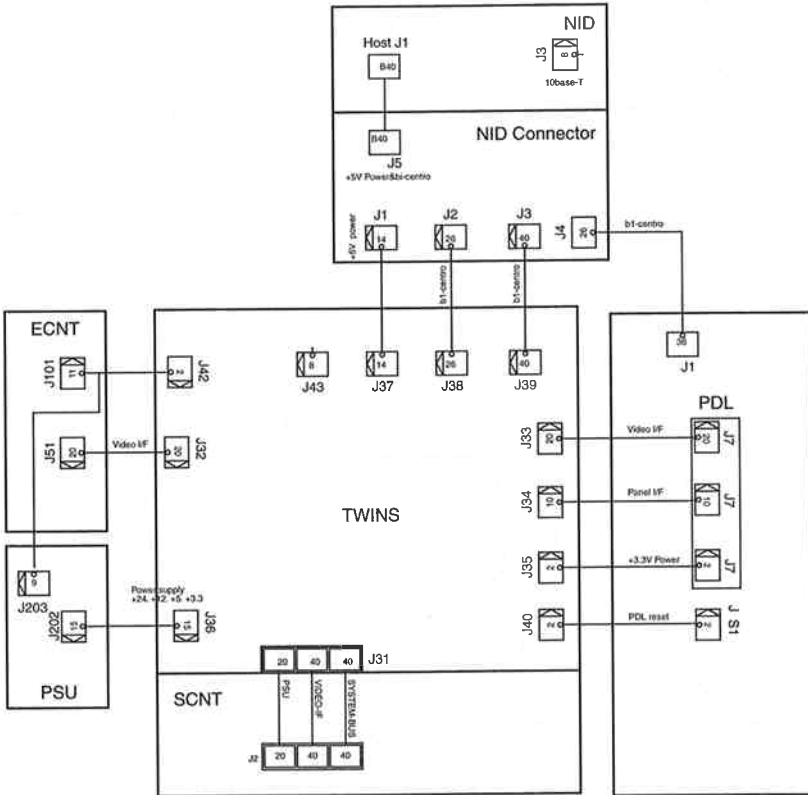 NID
Host J1
B40
J3
8
10base-T
B40
J5
+5V Power&bi-centro
NID Connector
J1
J2
J3
J4
14
26
40
26
+5V power
b1-centro
b1-centro
b1-centro
ECNT
J101
11
J42
2
J51
20
Video I/F
J32
20
1
8
J43
14
J37
26
J38
40
J39
J1
PDL
J33
20
Video I/F
20
J7
J34
10
Panel I/F
10
J7
TWINS
J35
2
+3.3V Power
2
J7
J40
2
PDL reset
2
J S1
J203
J202
15
Power supply
+24, +12, +5, +3.3
J36
15
PSU
20
40
40
J31
SCNT
PSU
VIDEO-IF
SYSTEM-BUS
J2
20
40
40